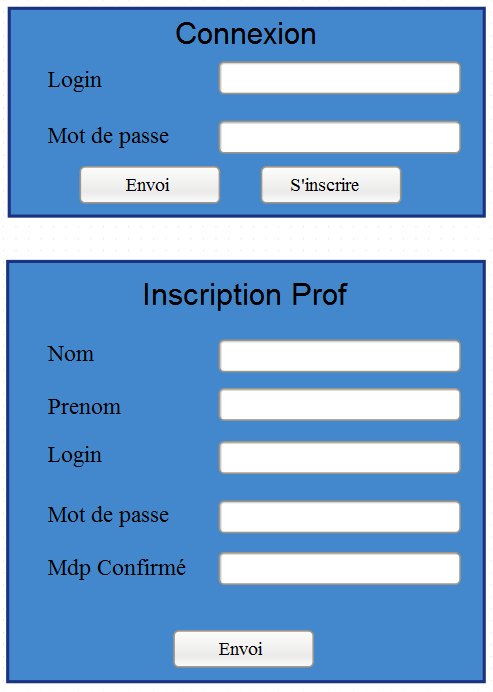 Connexion
Login
Mot de passe
Envoi S'inscrire
Inscription Prof
Nom
Prenom
Login
Mot de passe
Mdp Confirmé
Envoi